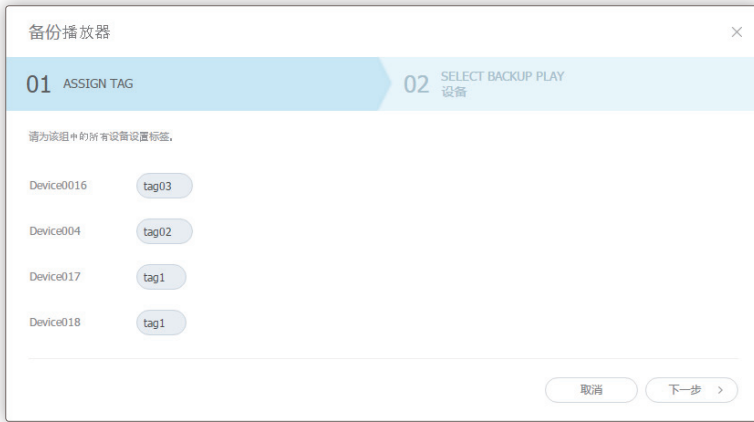 备份播放器
01 ASSIGN TAG
02 SELECT BACKUP PLAY
设备
请为该组中的所有设备设置标签。
Device0016 tag03
Device004 tag02
Device017 tag1
Device018 tag1
取消 下一步